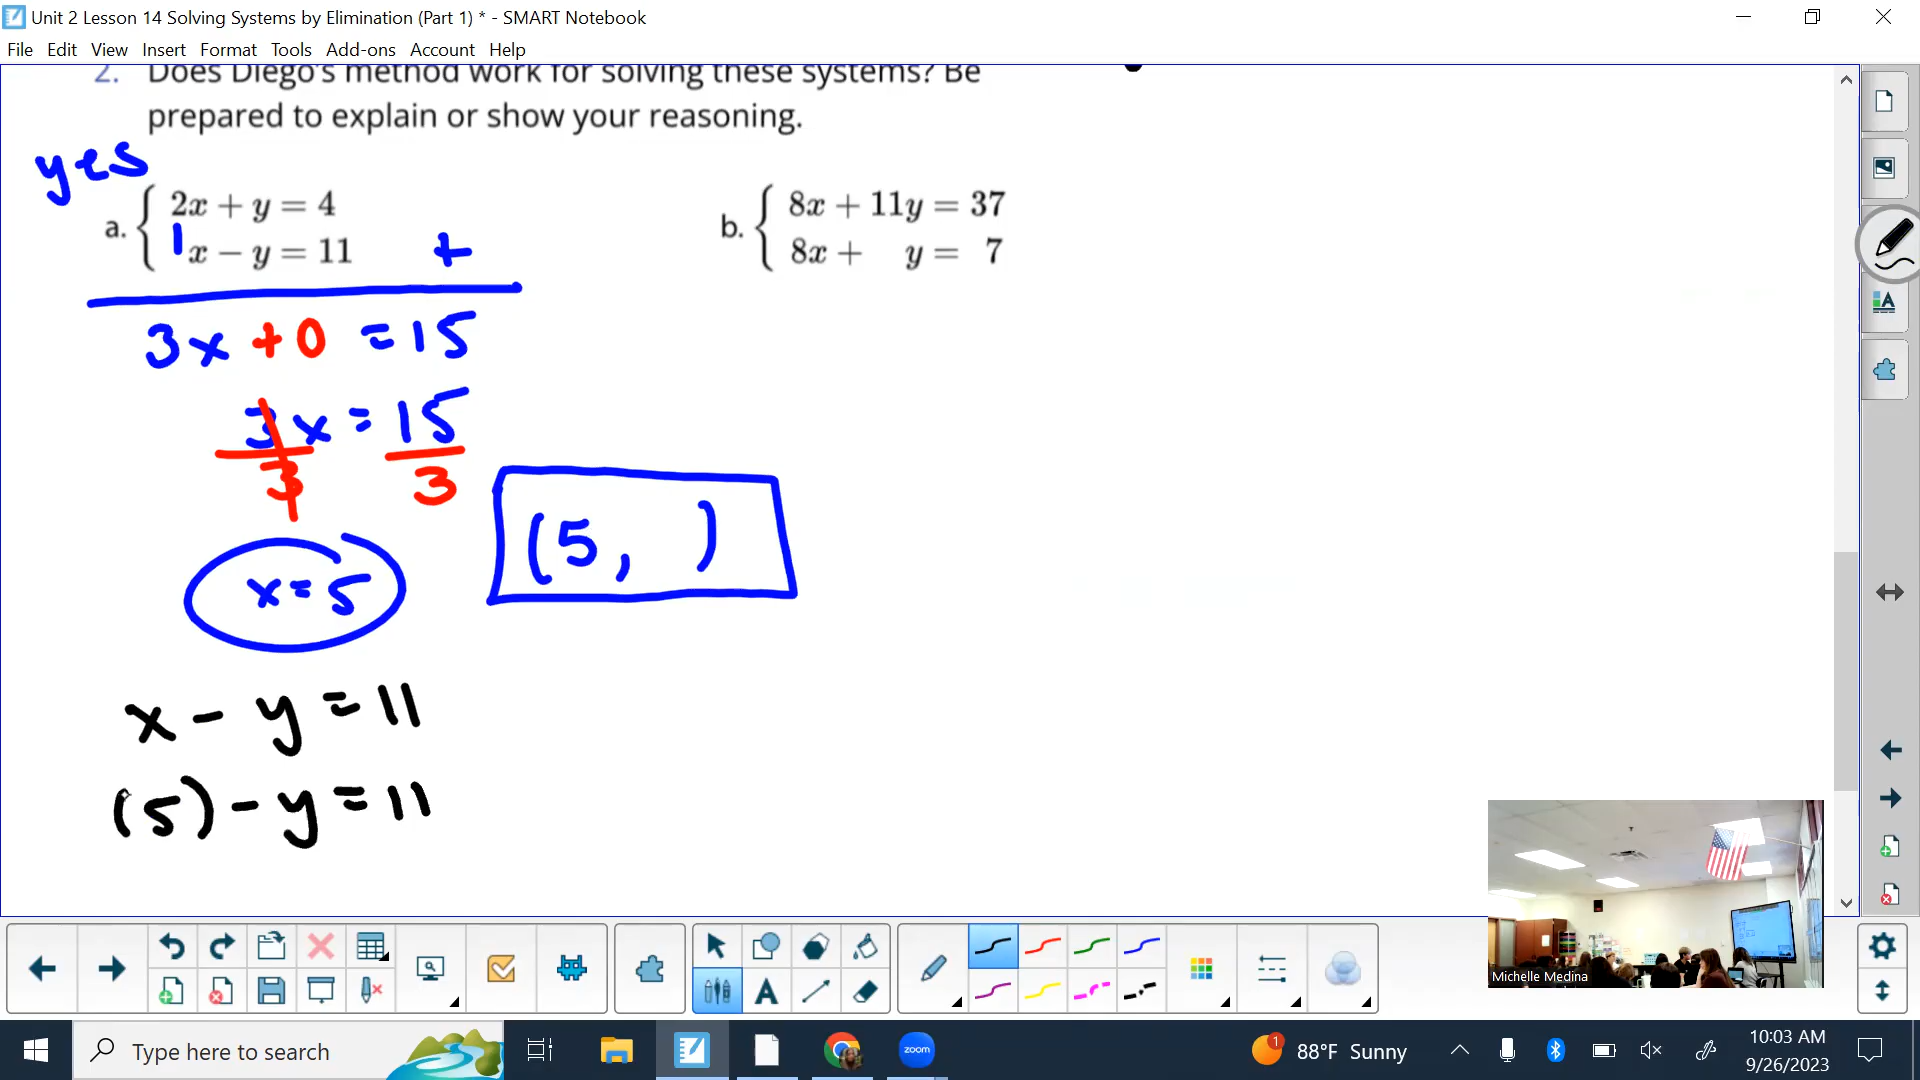 Unit 2 Lesson 14 Solving Systems by Elimination (Part 1) * - SMART Notebook
File Edit View Insert Format Tools Add-ons Account Help
2. Does Diego's method work for solving these systems? Be
prepared to explain or show your reasoning.
yes
a. { 2x + y = 4
1x − y = 11 +
3x + 0 = 15
3x = 15
3 3
x = 5
(5, )
x - y = 11
(5) - y = 11
b. { 8x + 11y = 37
8x + y = 7
Michelle Medina
Type here to search
zoom
1
88°F Sunny
10:03 AM
9/26/2023